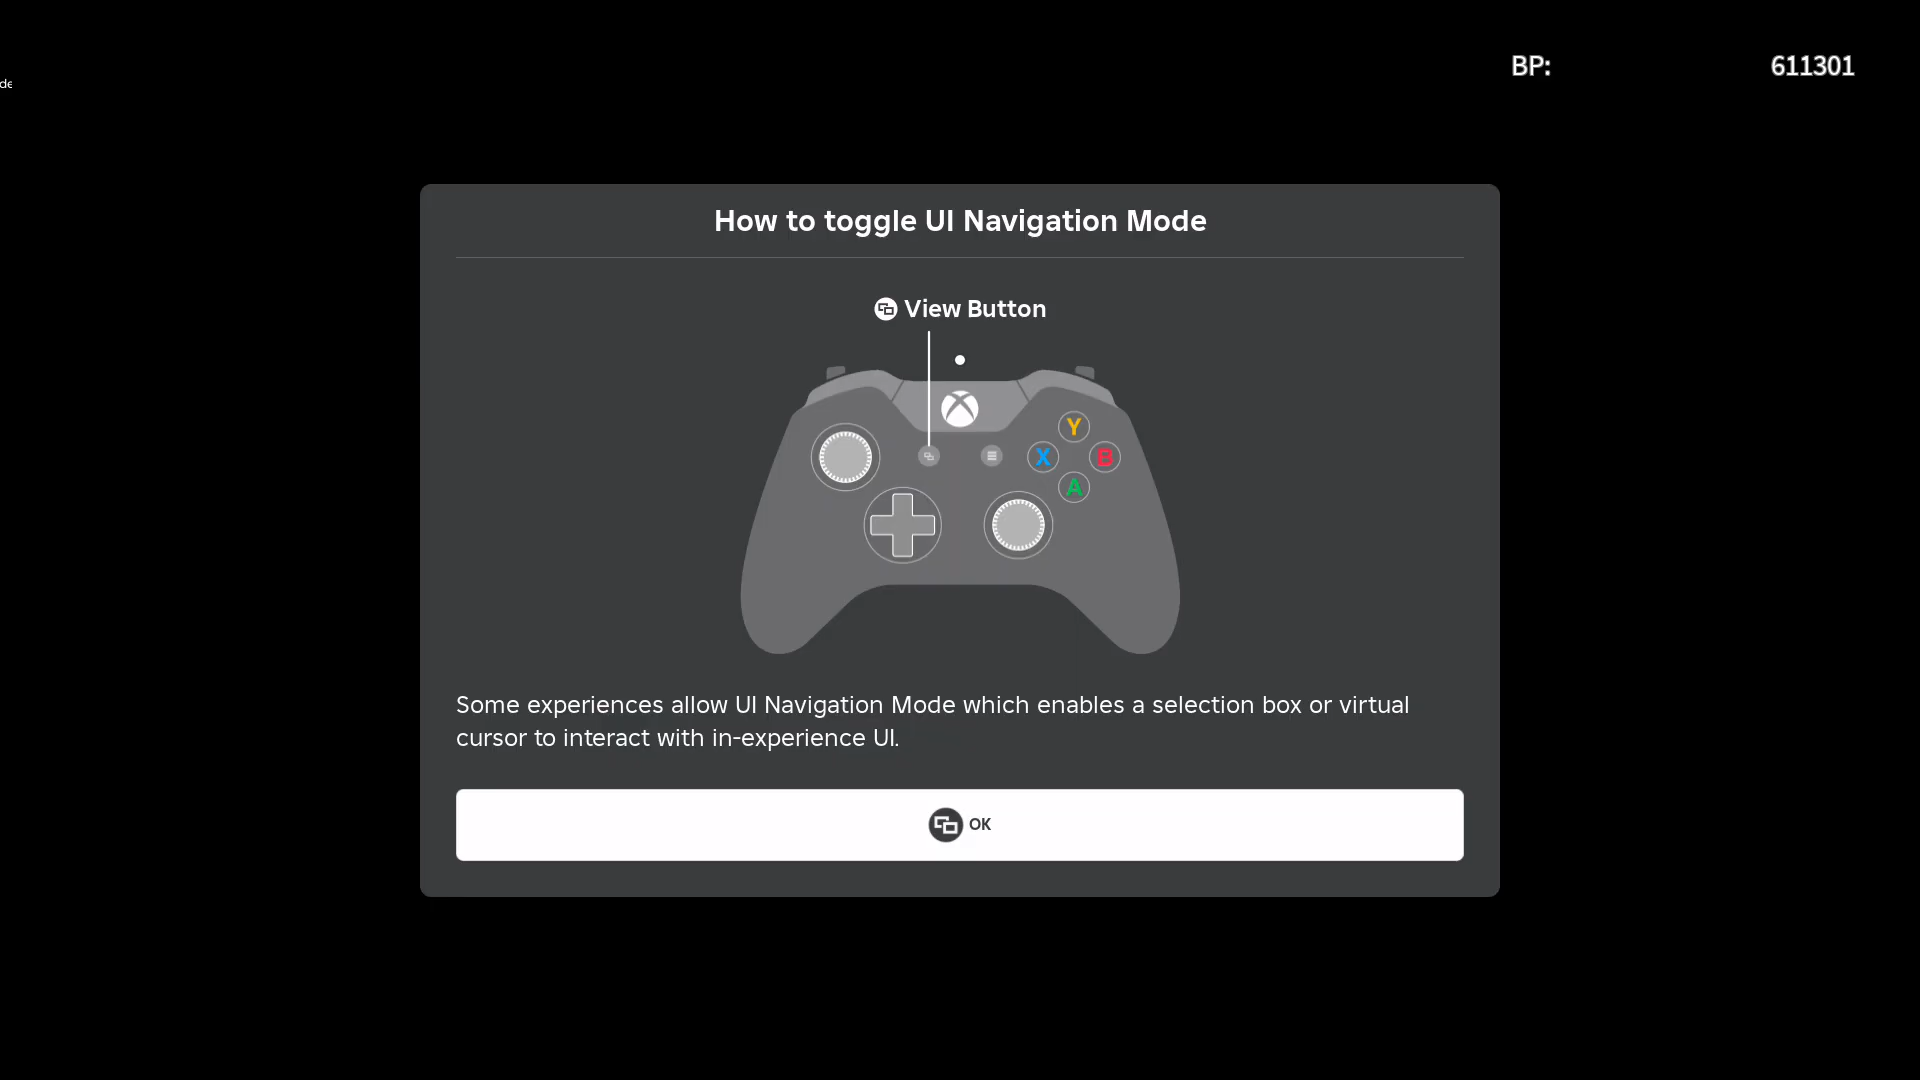 BP: 611301
de
How to toggle UI Navigation Mode
View Button
Y
X B
A
Some experiences allow UI Navigation Mode which enables a selection box or virtual
cursor to interact with in-experience UI.
OK